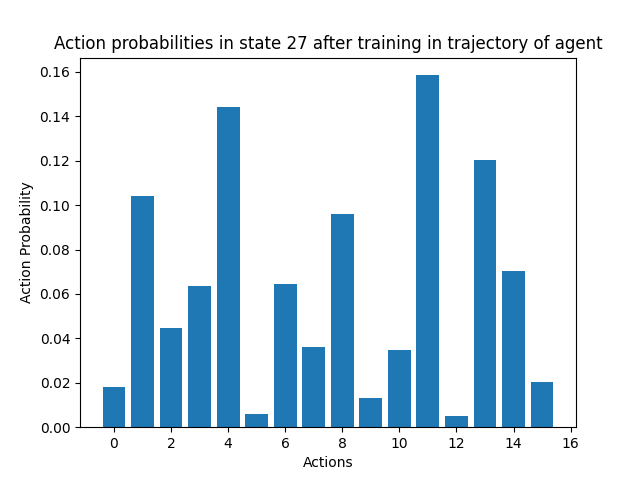 Action probabilities in state 27 after training in trajectory of agent
0.16
0.14
0.12
0.10
0.08
0.06
0.04
0.02
0.00
Action Probability
0 2 4 6 8 10 12 14 16
Actions